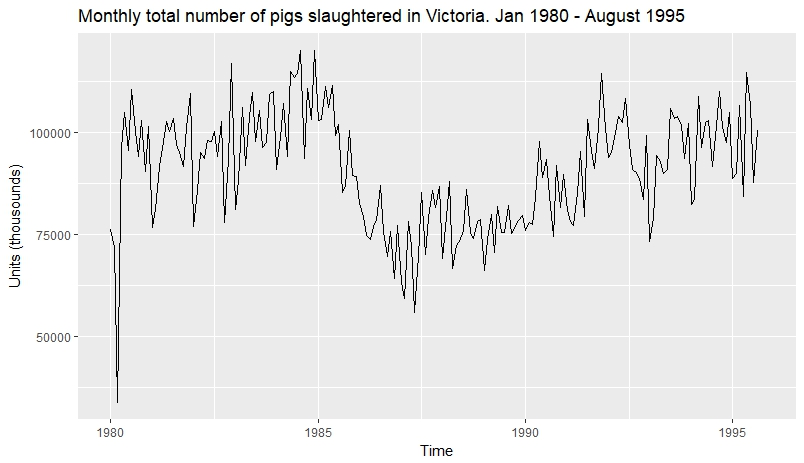 Monthly total number of pigs slaughtered in Victoria. Jan 1980 - August 1995
Units (thousounds)
100000
75000
50000
1980
1985
1990
1995
Time